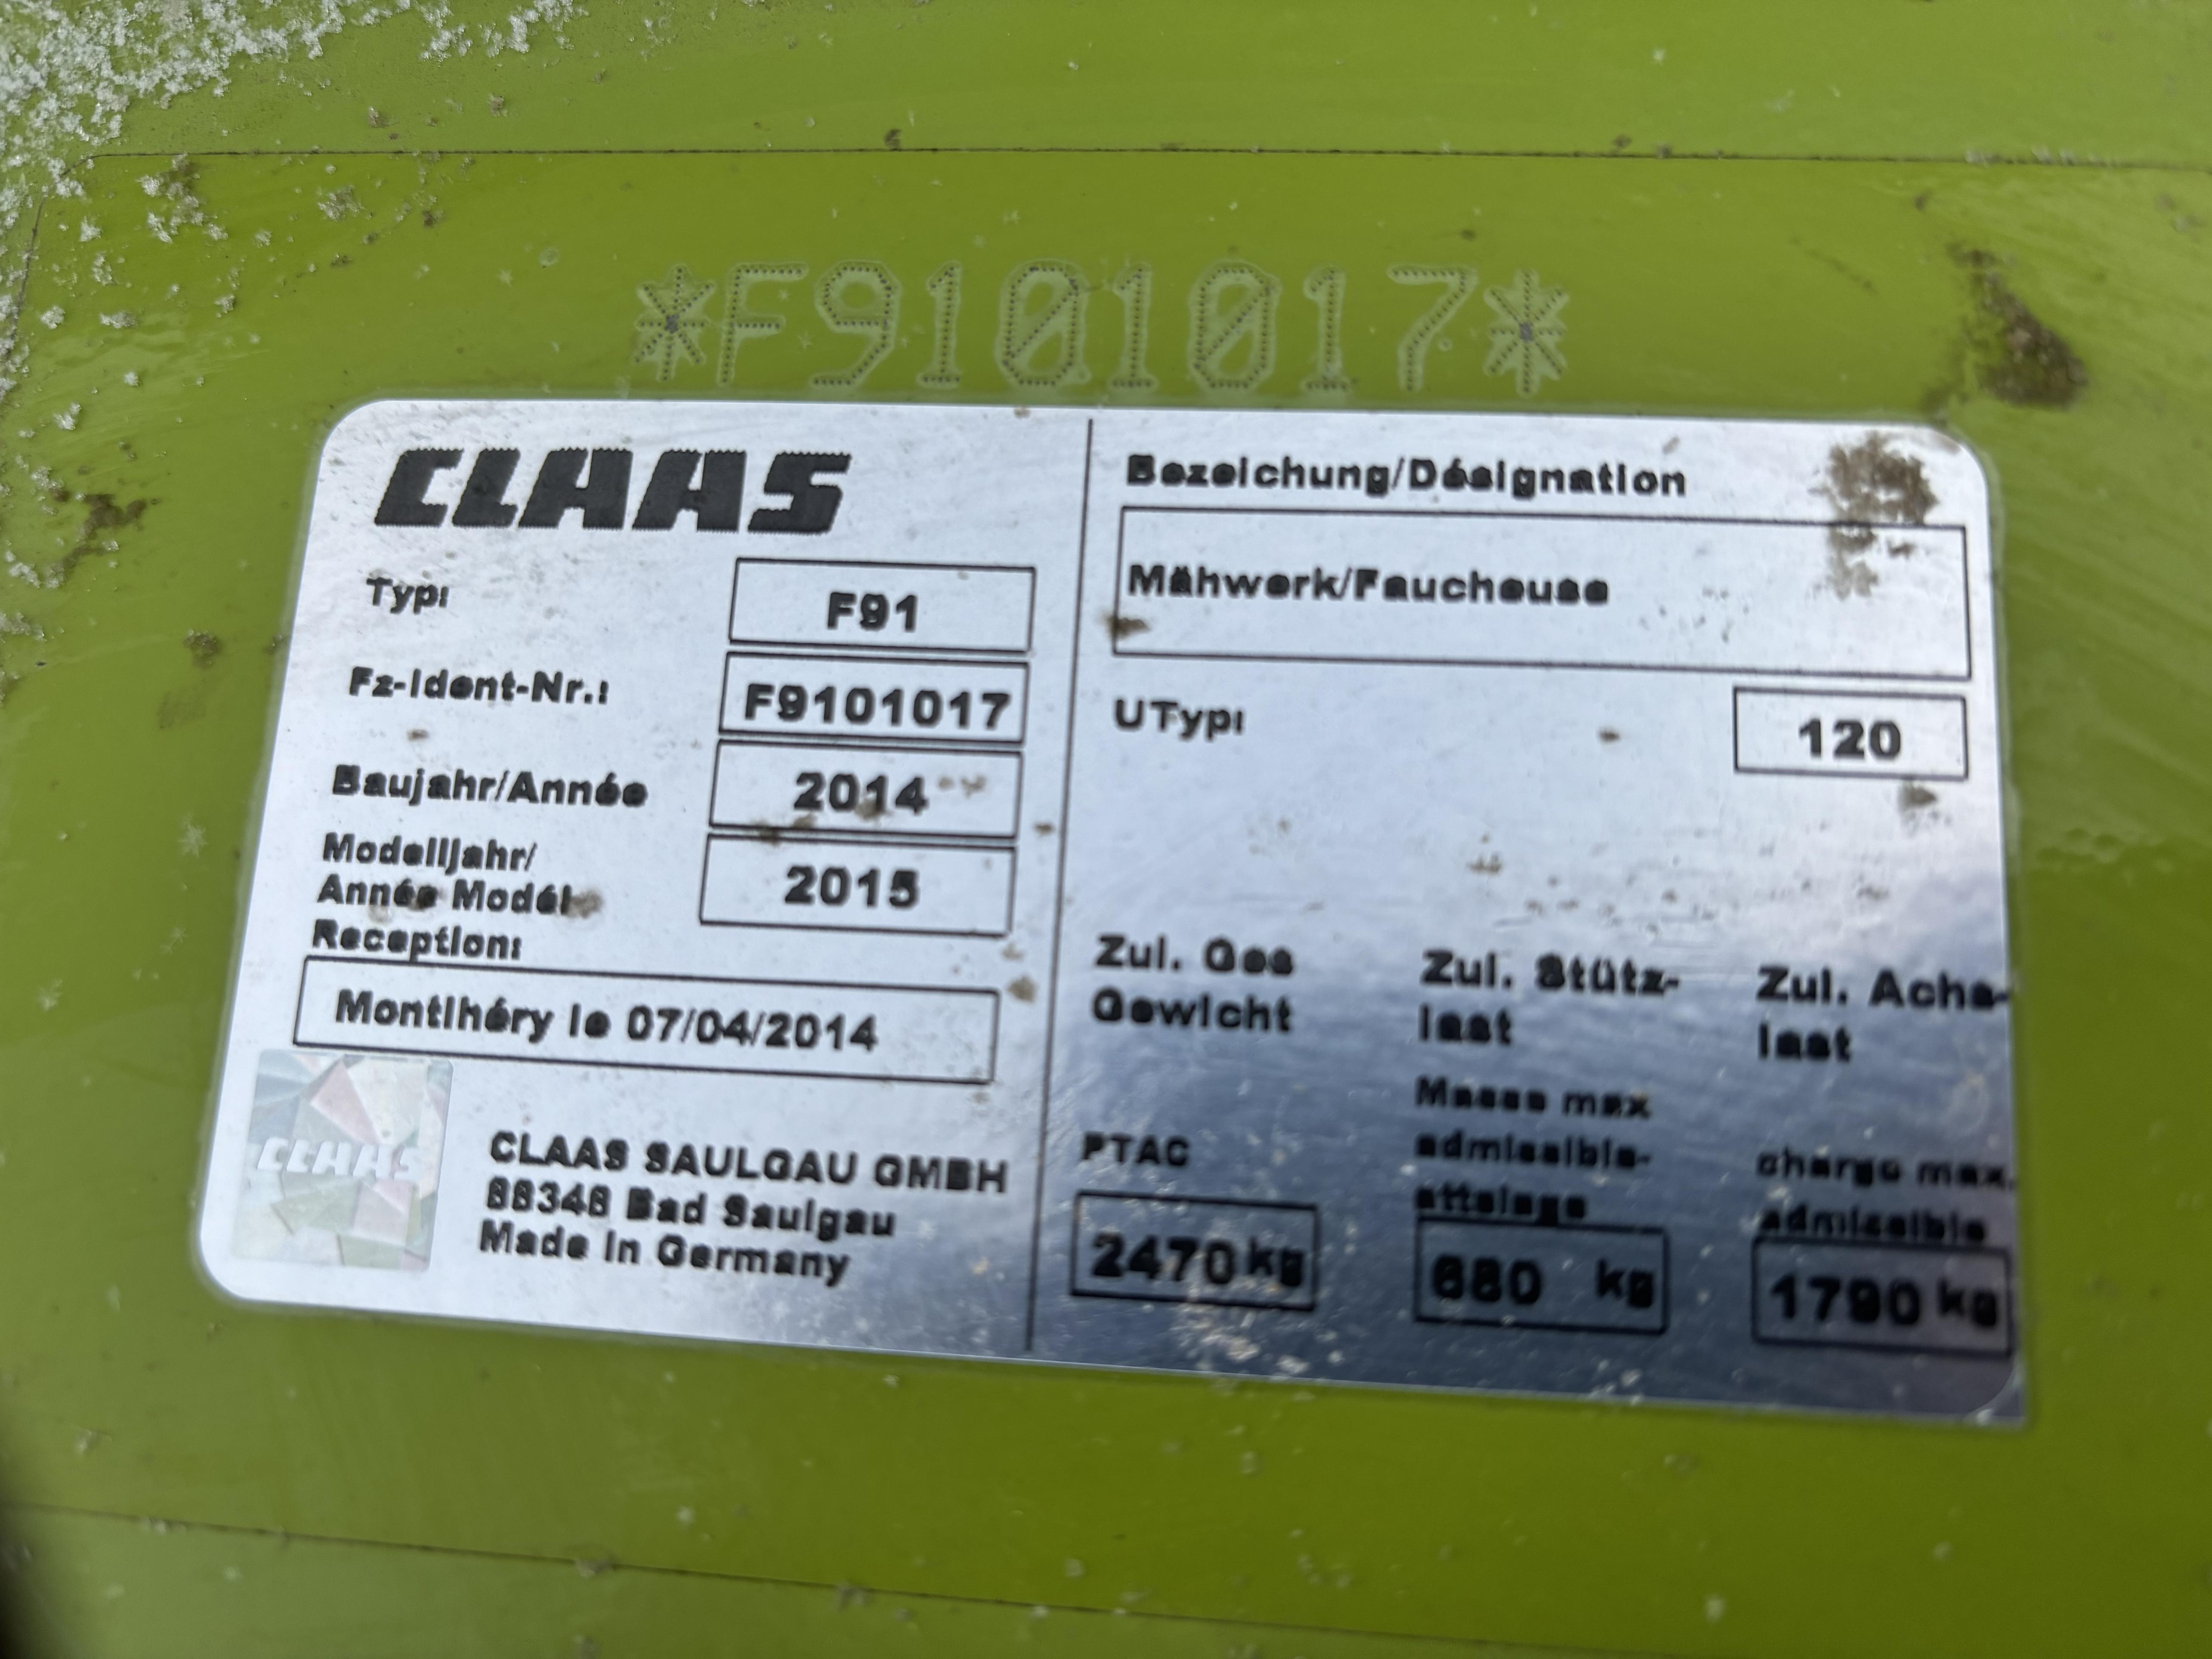 *F9101017*
CLAAS
Typ: F91
Fz-Ident-Nr.: F9101017
Baujahr/Année 2014
Modelljahr/
Année Modél 2015
Reception:
Montlhéry le 07/04/2014
CLAAS
CLAAS SAULGAU GMBH
88348 Bad Saulgau
Made in Germany
Bezeichung/Désignation
Mähwerk/Faucheuse
UTyp: 120
Zul. Ges
Gewicht
PTAC
2470 kg
Zul. Stütz-
last
Masse max
admissible-
attelage
680 kg
Zul. Achs-
last
charge max.
admissible
1790 kg